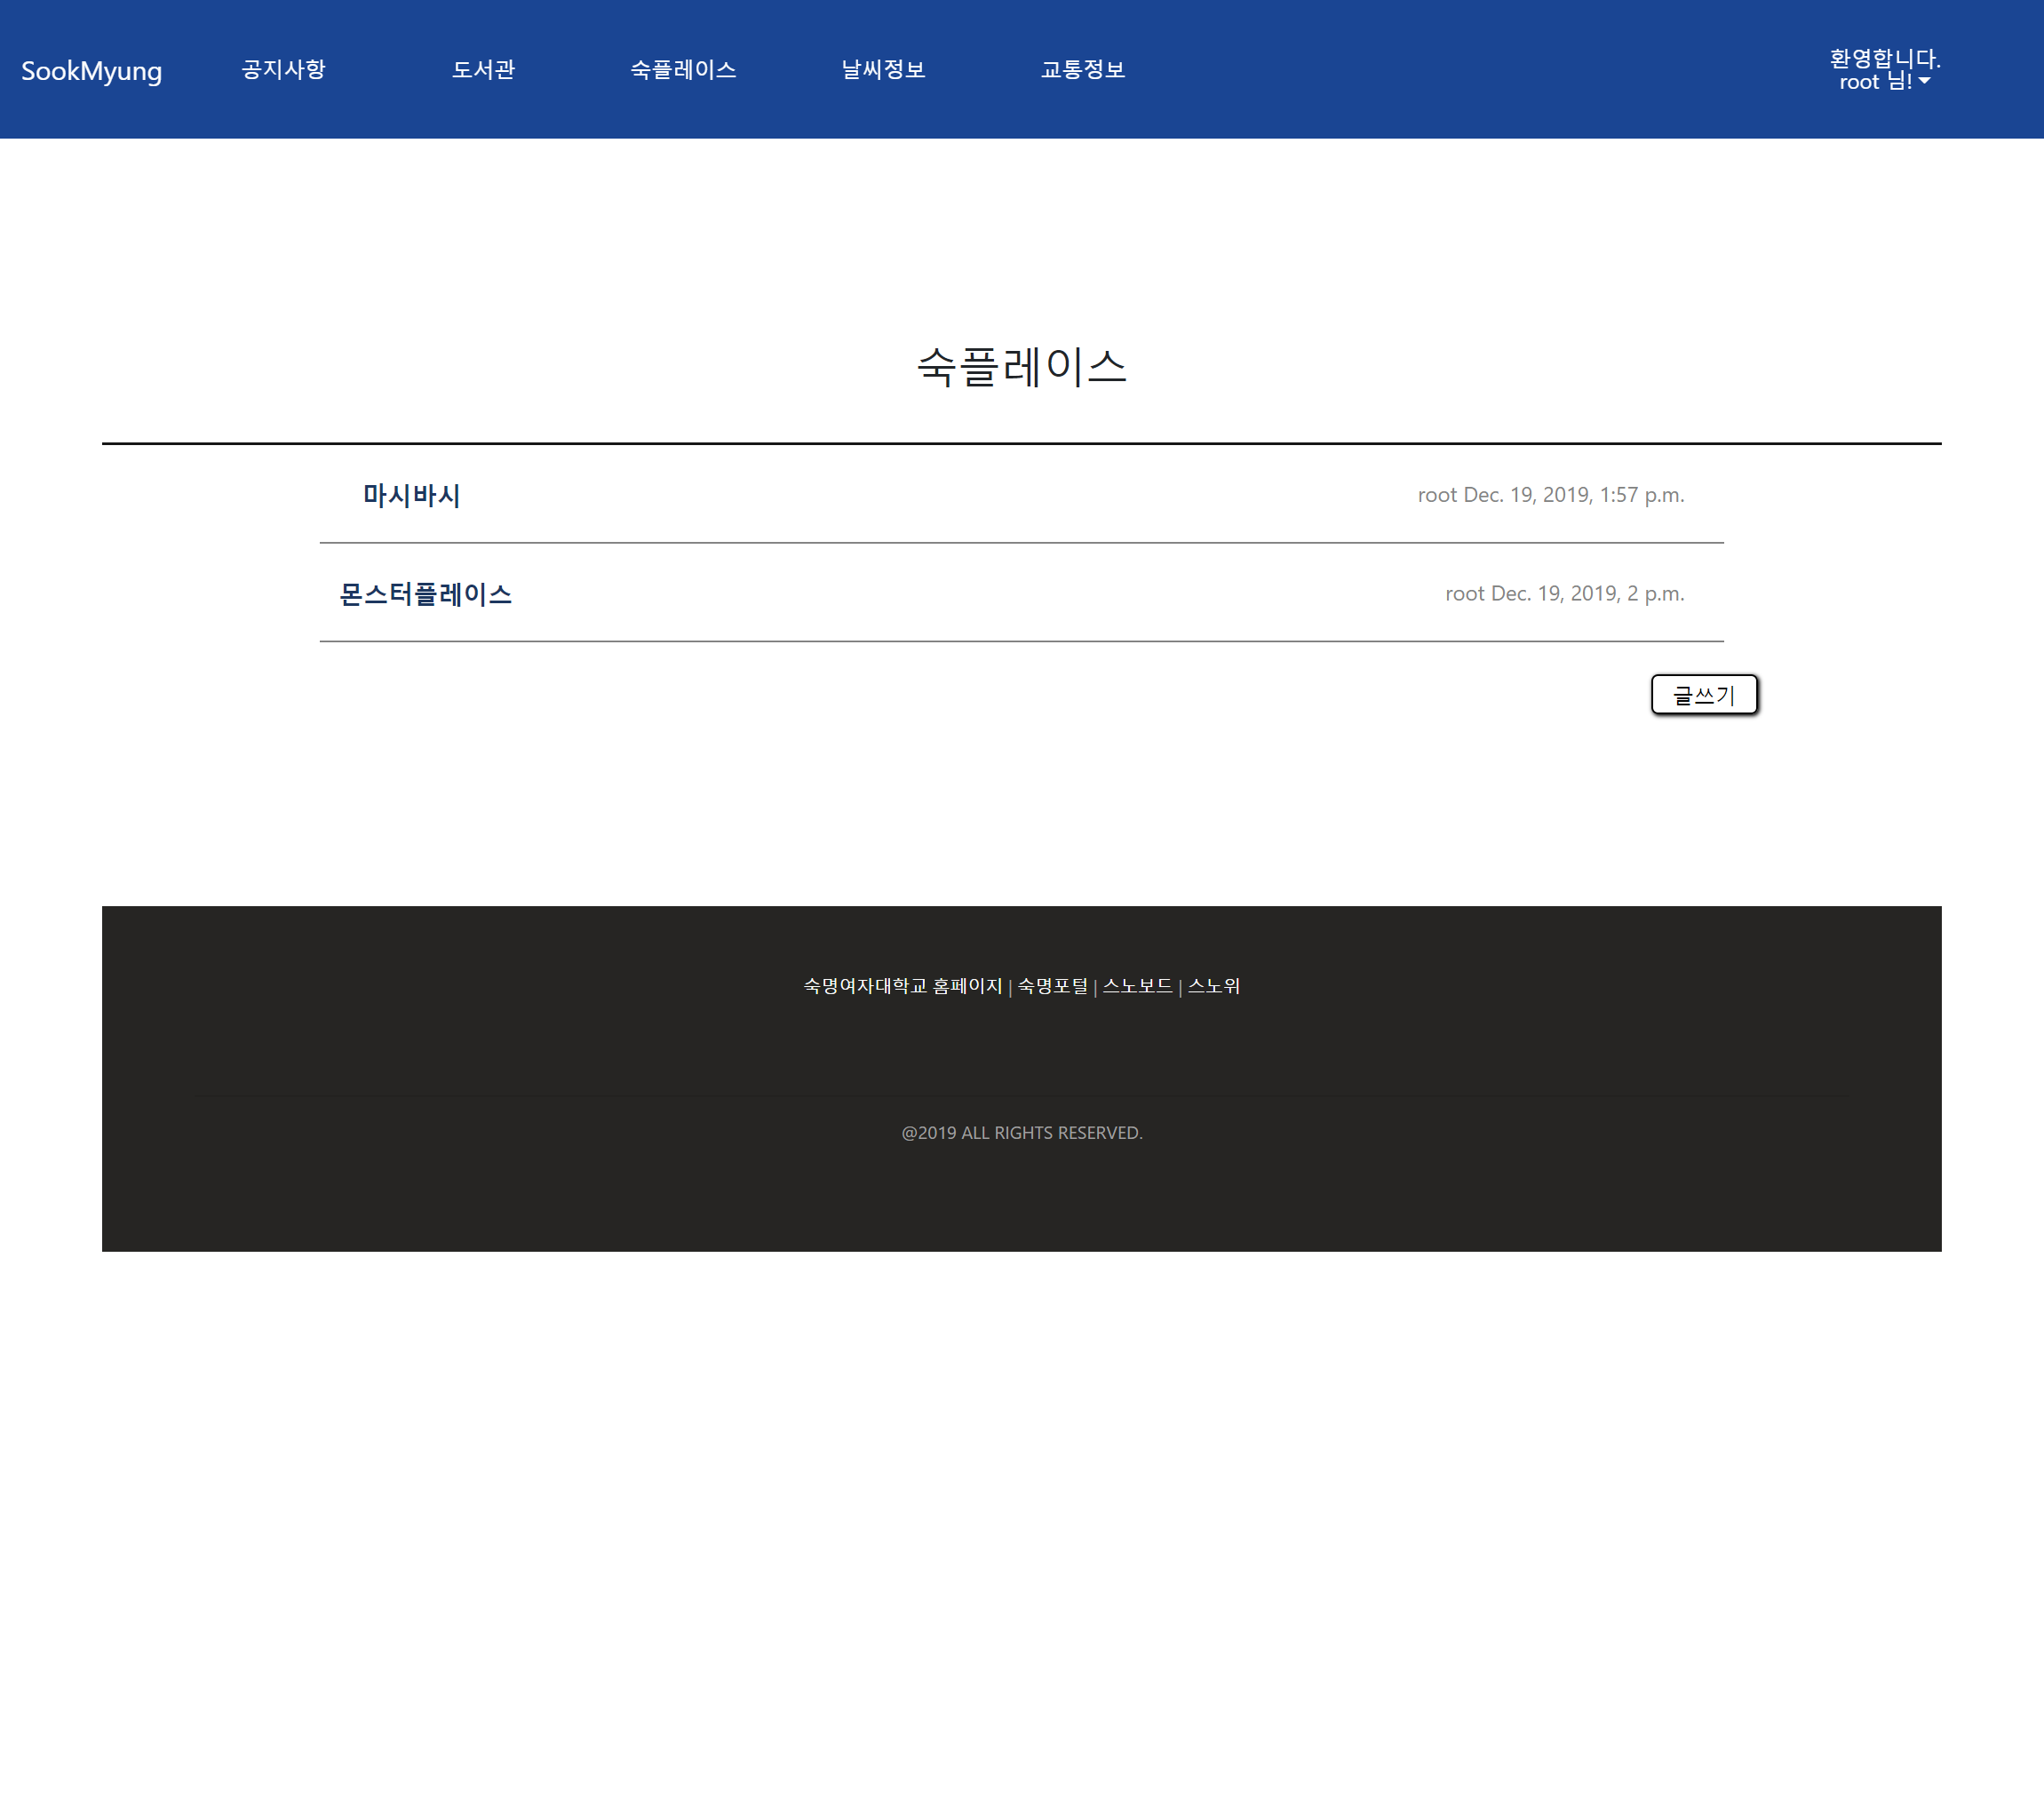 SookMyung 공지사항 도서관 숙플레이스 날씨정보 교통정보 환영합니다.
root 님!
숙플레이스
마시바시 root Dec. 19, 2019, 1:57 p.m.
몬스터플레이스 root Dec. 19, 2019, 2 p.m.
글쓰기
숙명여자대학교 홈페이지 | 숙명포털 | 스노보드 | 스노위
@2019 ALL RIGHTS RESERVED.